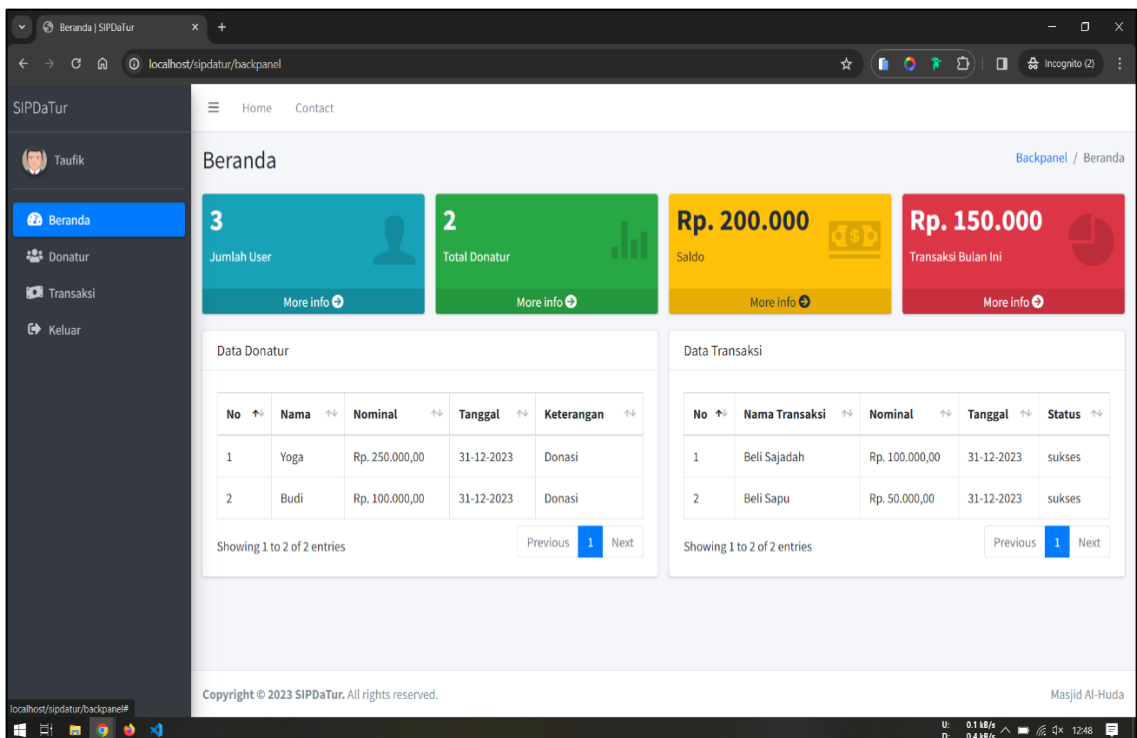 Beranda | SIPDaTur
localhost/sipdatur/backpanel
Incognito (2)
SIPDaTur
Home Contact
Taufik
Beranda
Backpanel / Beranda
Beranda
Donatur
Transaksi
Keluar
3
Jumlah User
More info
2
Total Donatur
More info
Rp. 200.000
Saldo
More info
Rp. 150.000
Transaksi Bulan Ini
More info
Data Donatur
No Nama Nominal Tanggal Keterangan
1 Yoga Rp. 250.000,00 31-12-2023 Donasi
2 Budi Rp. 100.000,00 31-12-2023 Donasi
Showing 1 to 2 of 2 entries
Previous 1 Next
Data Transaksi
No Nama Transaksi Nominal Tanggal Status
1 Beli Sajadah Rp. 100.000,00 31-12-2023 sukses
2 Beli Sapu Rp. 50.000,00 31-12-2023 sukses
Showing 1 to 2 of 2 entries
Previous 1 Next
Copyright © 2023 SIPDaTur. All rights reserved.
Masjid Al-Huda
localhost/sipdatur/backpanel#
U: 0.1 kB/s
D: 0.4 kB/s
12:48